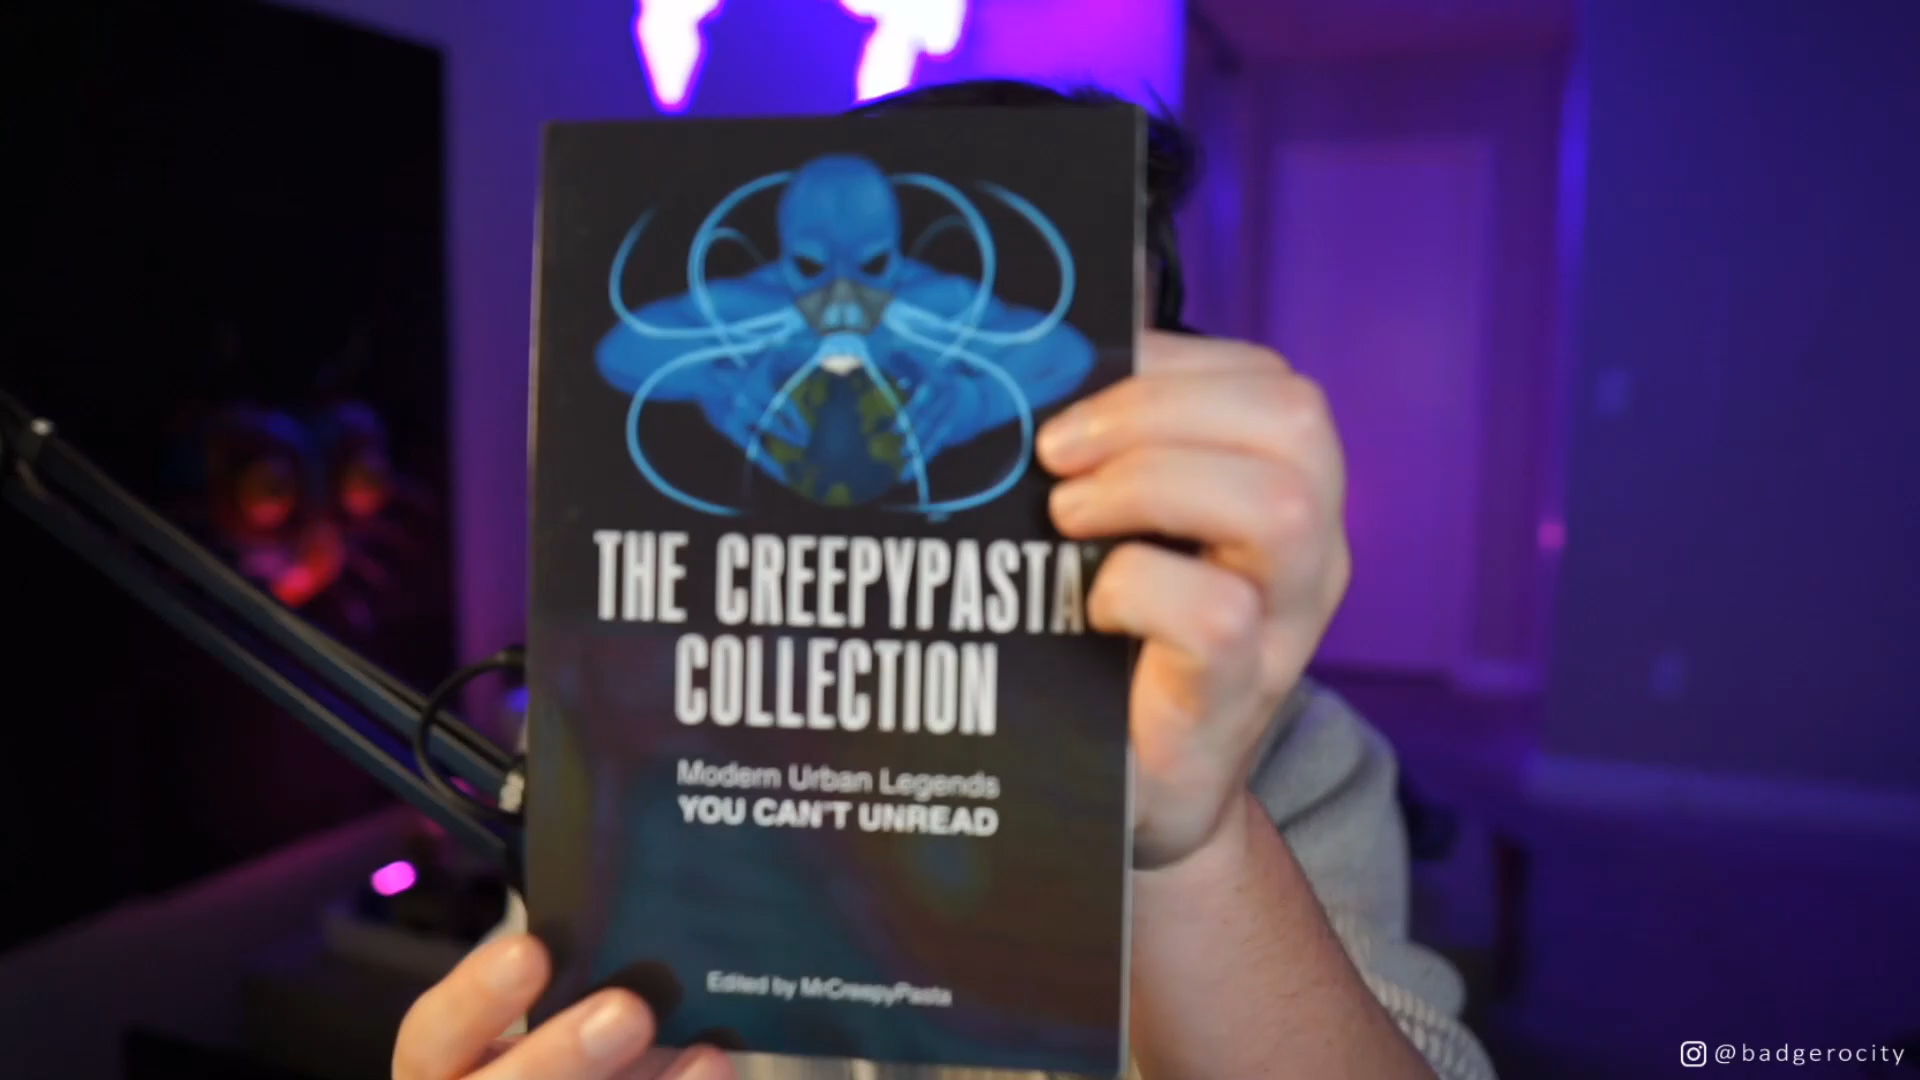 THE CREEPYPASTA
COLLECTION
Modern Urban Legends
YOU CAN'T UNREAD
Edited by MrCreepyPasta
@badgerocity